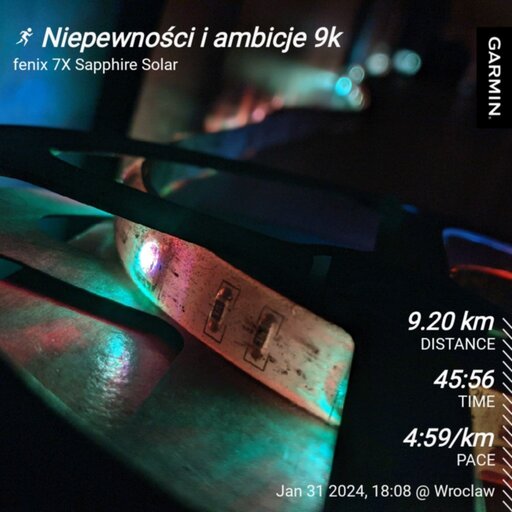 Niepewności i ambicje 9k
fenix 7X Sapphire Solar
GARMIN
9.20 km
DISTANCE
45:56
TIME
4:59/km
PACE
Jan 31 2024, 18:08 @ Wroclaw